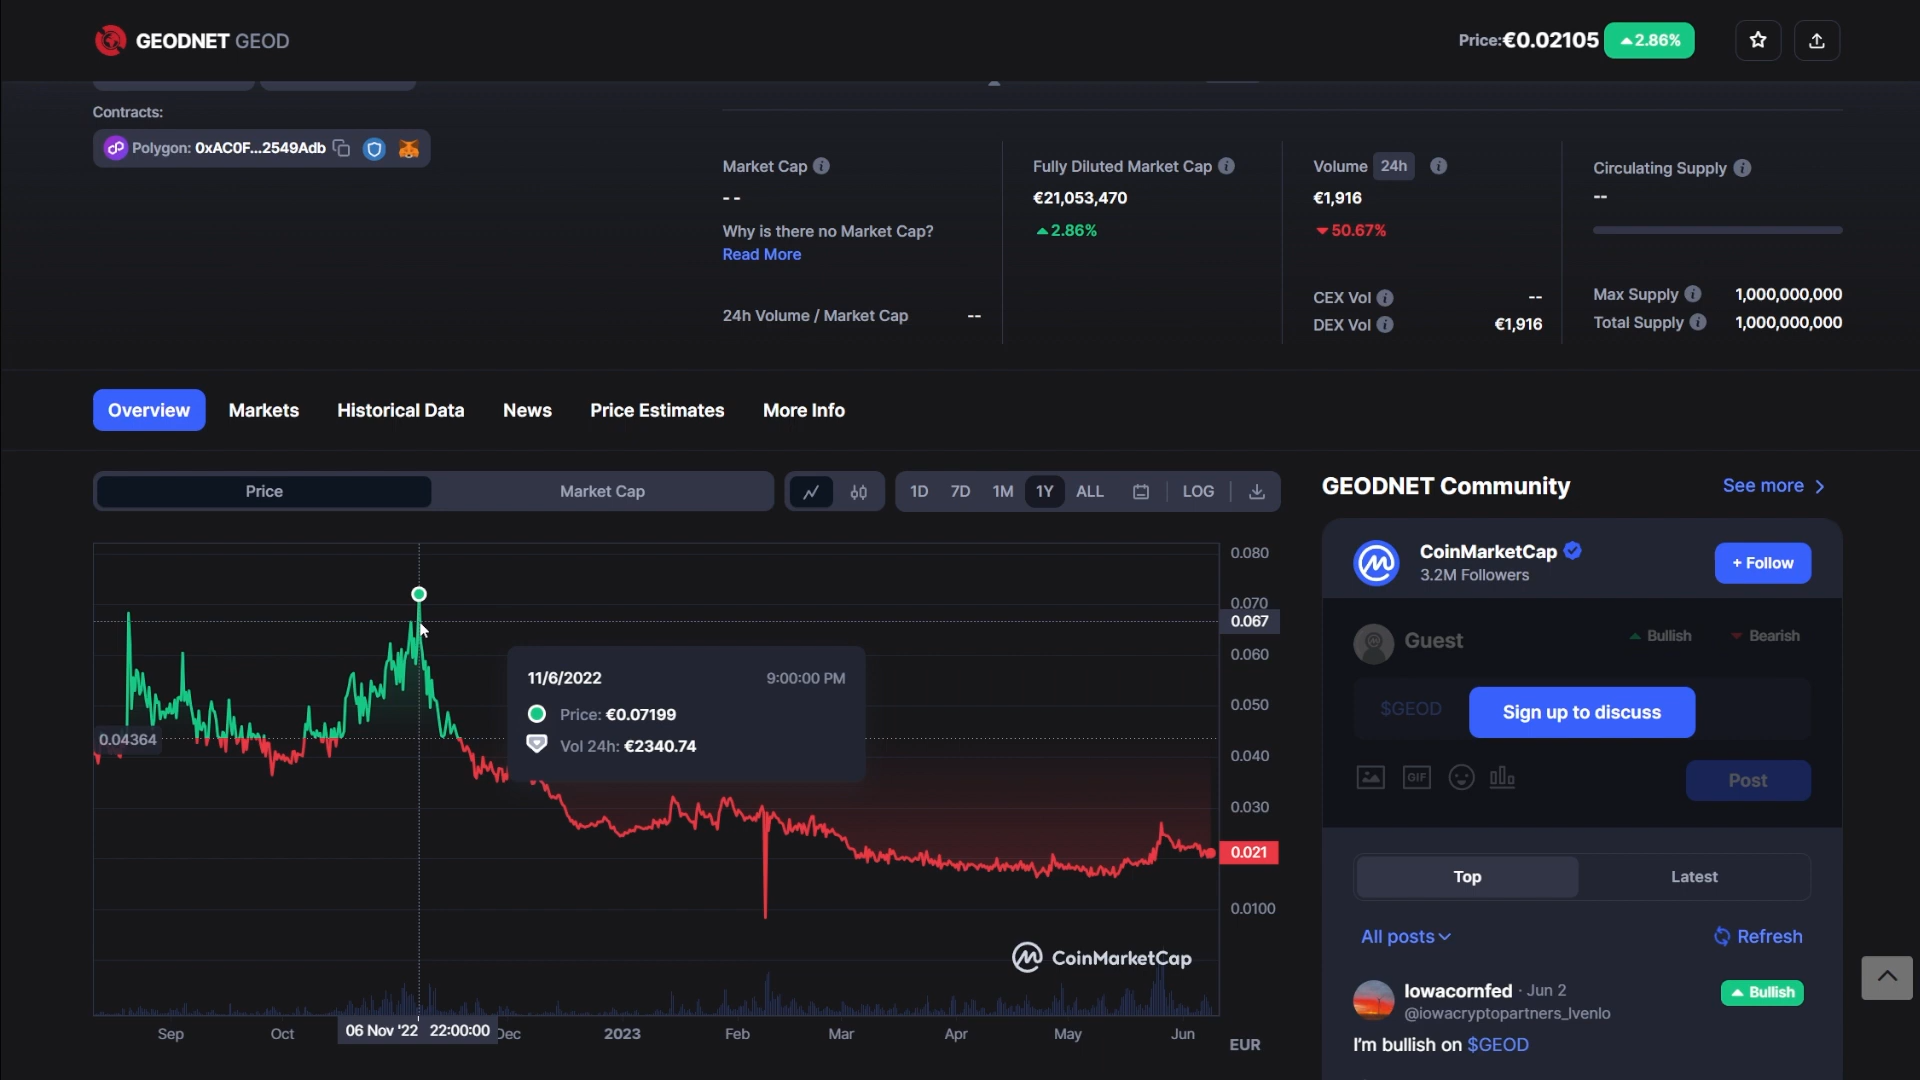 GEODNET GEOD
Price:€0.02105 2.86%
Contracts:
Polygon: 0xAC0F...2549Adb
Market Cap
- -
Why is there no Market Cap?
Read More
24h Volume / Market Cap --
Fully Diluted Market Cap
€21,053,470
2.86%
Volume 24h
€1,916
50.67%
CEX Vol --
DEX Vol €1,916
Circulating Supply
--
Max Supply 1,000,000,000
Total Supply 1,000,000,000
Overview Markets Historical Data News Price Estimates More Info
Price Market Cap 1D 7D 1M 1Y ALL LOG
0.080
0.070
0.067
0.060
0.050
0.040
0.030
0.021
0.0100
0.04364
11/6/2022 9:00:00 PM
Price: €0.07199
Vol 24h: €2340.74
CoinMarketCap
Sep Oct 06 Nov '22 22:00:00 Dec 2023 Feb Mar Apr May Jun
EUR
GEODNET Community See more
CoinMarketCap + Follow
3.2M Followers
Guest Bullish Bearish
$GEOD Sign up to discuss
GIF Post
Top Latest
All posts Refresh
Iowacornfed · Jun 2 Bullish
@iowacryptopartners_lvenlo
I'm bullish on $GEOD